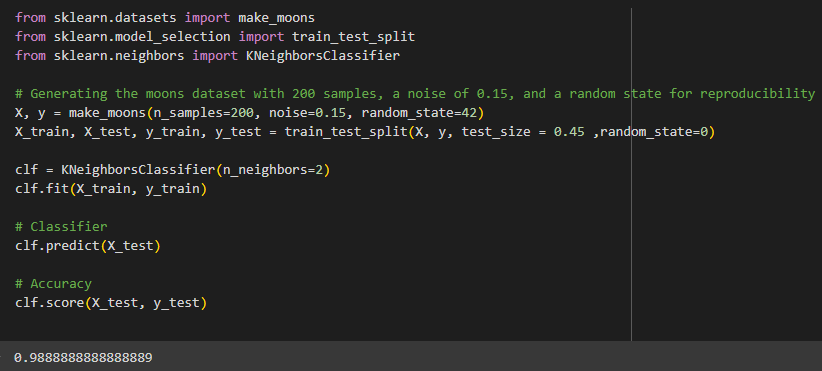 from sklearn.datasets import make_moons
from sklearn.model_selection import train_test_split
from sklearn.neighbors import KNeighborsClassifier
# Generating the moons dataset with 200 samples, a noise of 0.15, and a random state for reproducibility
X, y = make_moons(n_samples=200, noise=0.15, random_state=42)
X_train, X_test, y_train, y_test = train_test_split(X, y, test_size = 0.45 ,random_state=0)
clf = KNeighborsClassifier(n_neighbors=2)
clf.fit(X_train, y_train)
# Classifier
clf.predict(X_test)
# Accuracy
clf.score(X_test, y_test)
0.9888888888888889